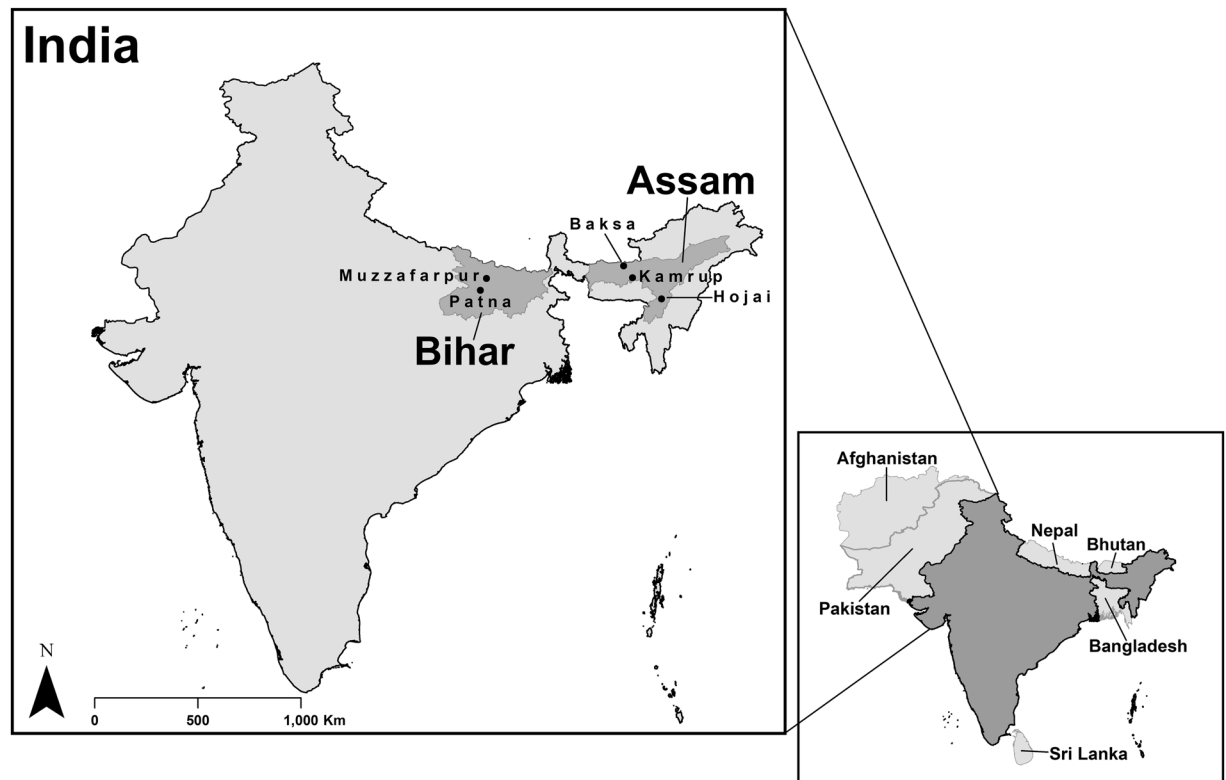 India
Assam
Baksa
Muzzafarpur
Kamrup
Patna
Hojai
Bihar
N
0 500 1,000 Km
Afghanistan
Nepal
Bhutan
Pakistan
Bangladesh
Sri Lanka